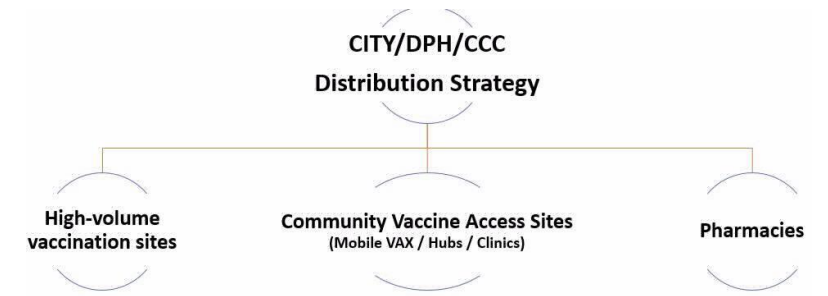 CITY/DPH/CCC
Distribution Strategy
High-volume
vaccination sites
Community Vaccine Access Sites
(Mobile VAX / Hubs / Clinics)
Pharmacies